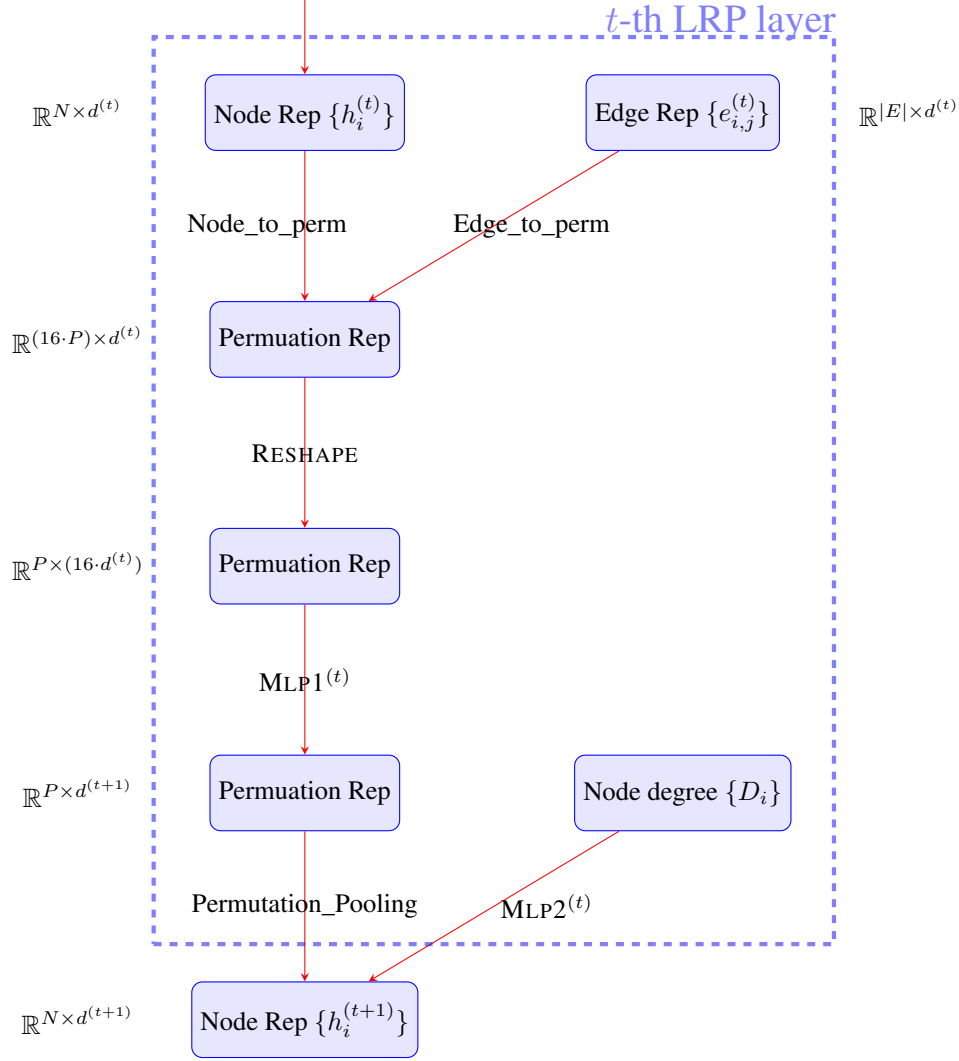 t-th LRP layer
ℝ^{N×d^{(t)}} Node Rep {h_i^{(t)}} Edge Rep {e_{i,j}^{(t)}} ℝ^{|E|×d^{(t)}}
Node_to_perm Edge_to_perm
ℝ^{(16·P)×d^{(t)}} Permuation Rep
RESHAPE
ℝ^{P×(16·d^{(t)})} Permuation Rep
MLP1^{(t)}
ℝ^{P×d^{(t+1)}} Permuation Rep Node degree {D_i}
Permutation_Pooling MLP2^{(t)}
ℝ^{N×d^{(t+1)}} Node Rep {h_i^{(t+1)}}